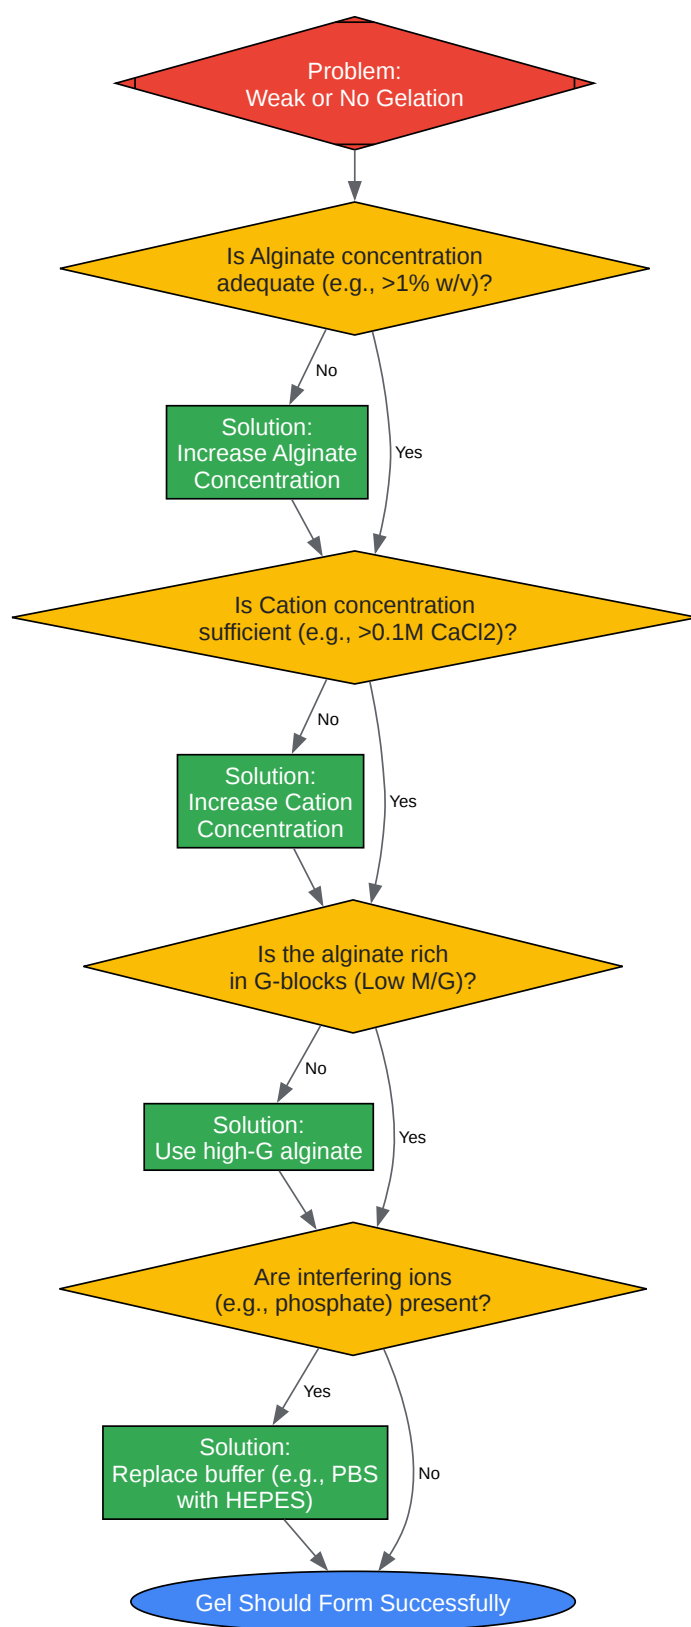 Problem:
Weak or No Gelation
Is Alginate concentration
adequate (e.g., >1% w/v)?
No
Yes
Solution:
Increase Alginate
Concentration
Is Cation concentration
sufficient (e.g., >0.1M CaCl2)?
No
Yes
Solution:
Increase Cation
Concentration
Is the alginate rich
in G-blocks (Low M/G)?
No
Yes
Solution:
Use high-G alginate
Are interfering ions
(e.g., phosphate) present?
Yes
No
Solution:
Replace buffer (e.g., PBS
with HEPES)
Gel Should Form Successfully